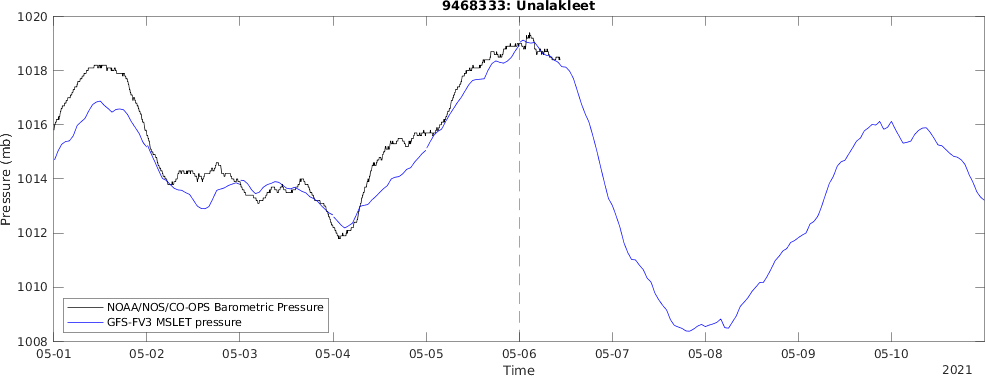 9468333: Unalakleet
1020
1018
1016
1014
1012
1010
1008
Pressure (mb)
NOAA/NOS/CO-OPS Barometric Pressure
GFS-FV3 MSLET pressure
05-01 05-02 05-03 05-04 05-05 05-06 05-07 05-08 05-09 05-10
Time
2021